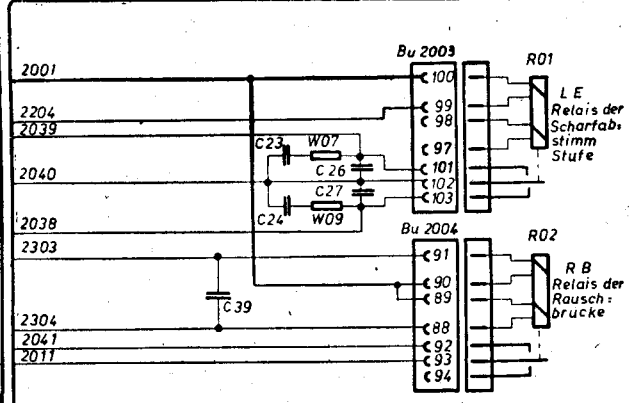 Bu 2003
R01
2001
100
L E
Relais der
Scharfab=
stimm
Stufe
2204
99
2039
98
C23
W07
97
C26
101
2040
102
C27
103
C24
W09
2038
Bu 2004
R02
2303
91
R B
Relais der
Rausch=
brücke
90
89
C39
2304
88
2041
92
2011
93
94